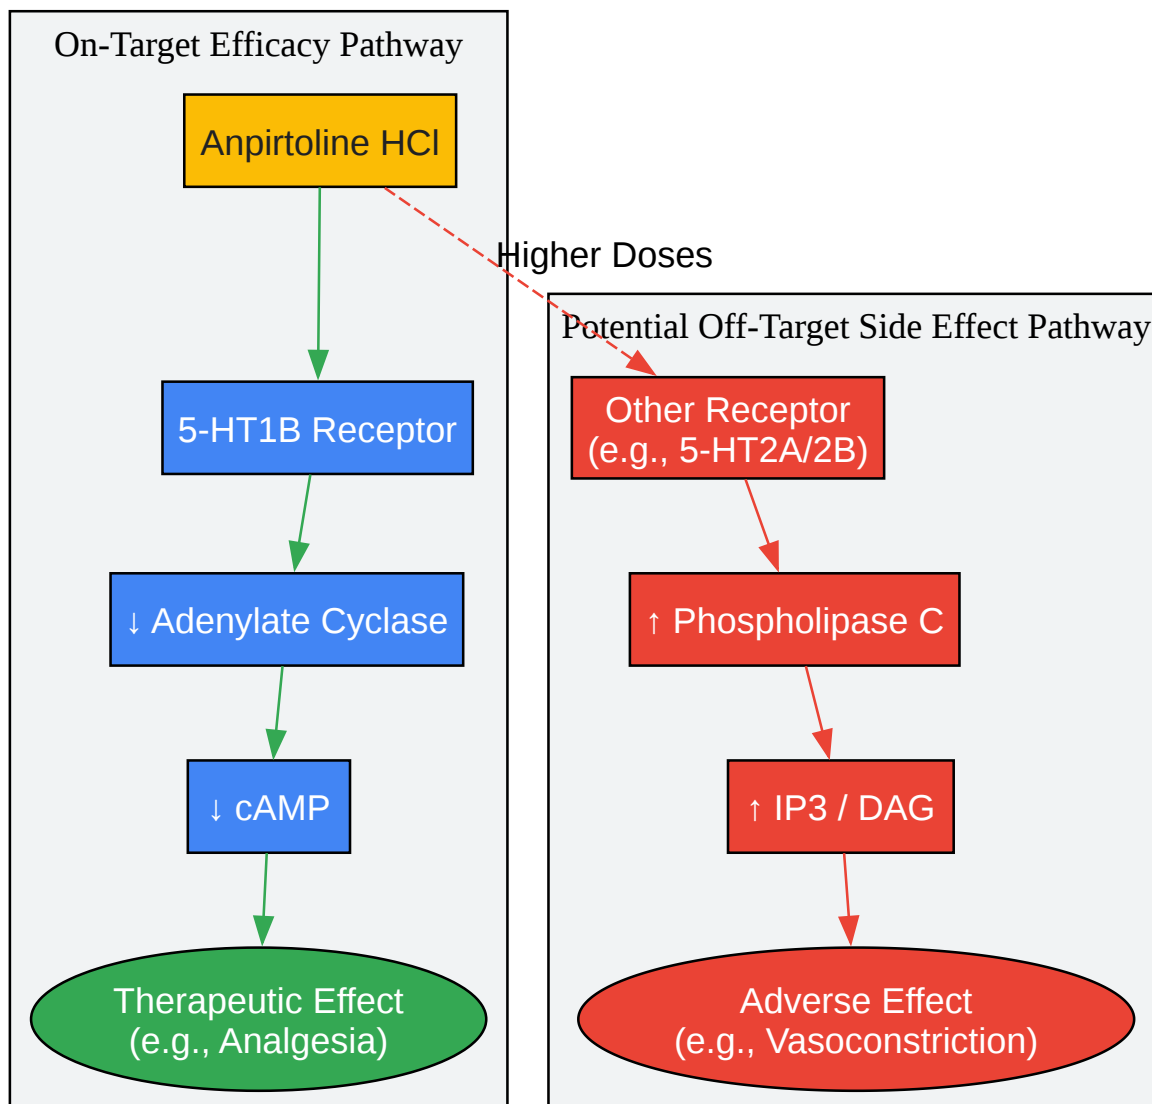 On-Target Efficacy Pathway
Anpirtoline HCl
Higher Doses
Potential Off-Target Side Effect Pathway
5-HT1B Receptor
Other Receptor
(e.g., 5-HT2A/2B)
↓ Adenylate Cyclase
↑ Phospholipase C
↓ cAMP
↑ IP3 / DAG
Therapeutic Effect
(e.g., Analgesia)
Adverse Effect
(e.g., Vasoconstriction)